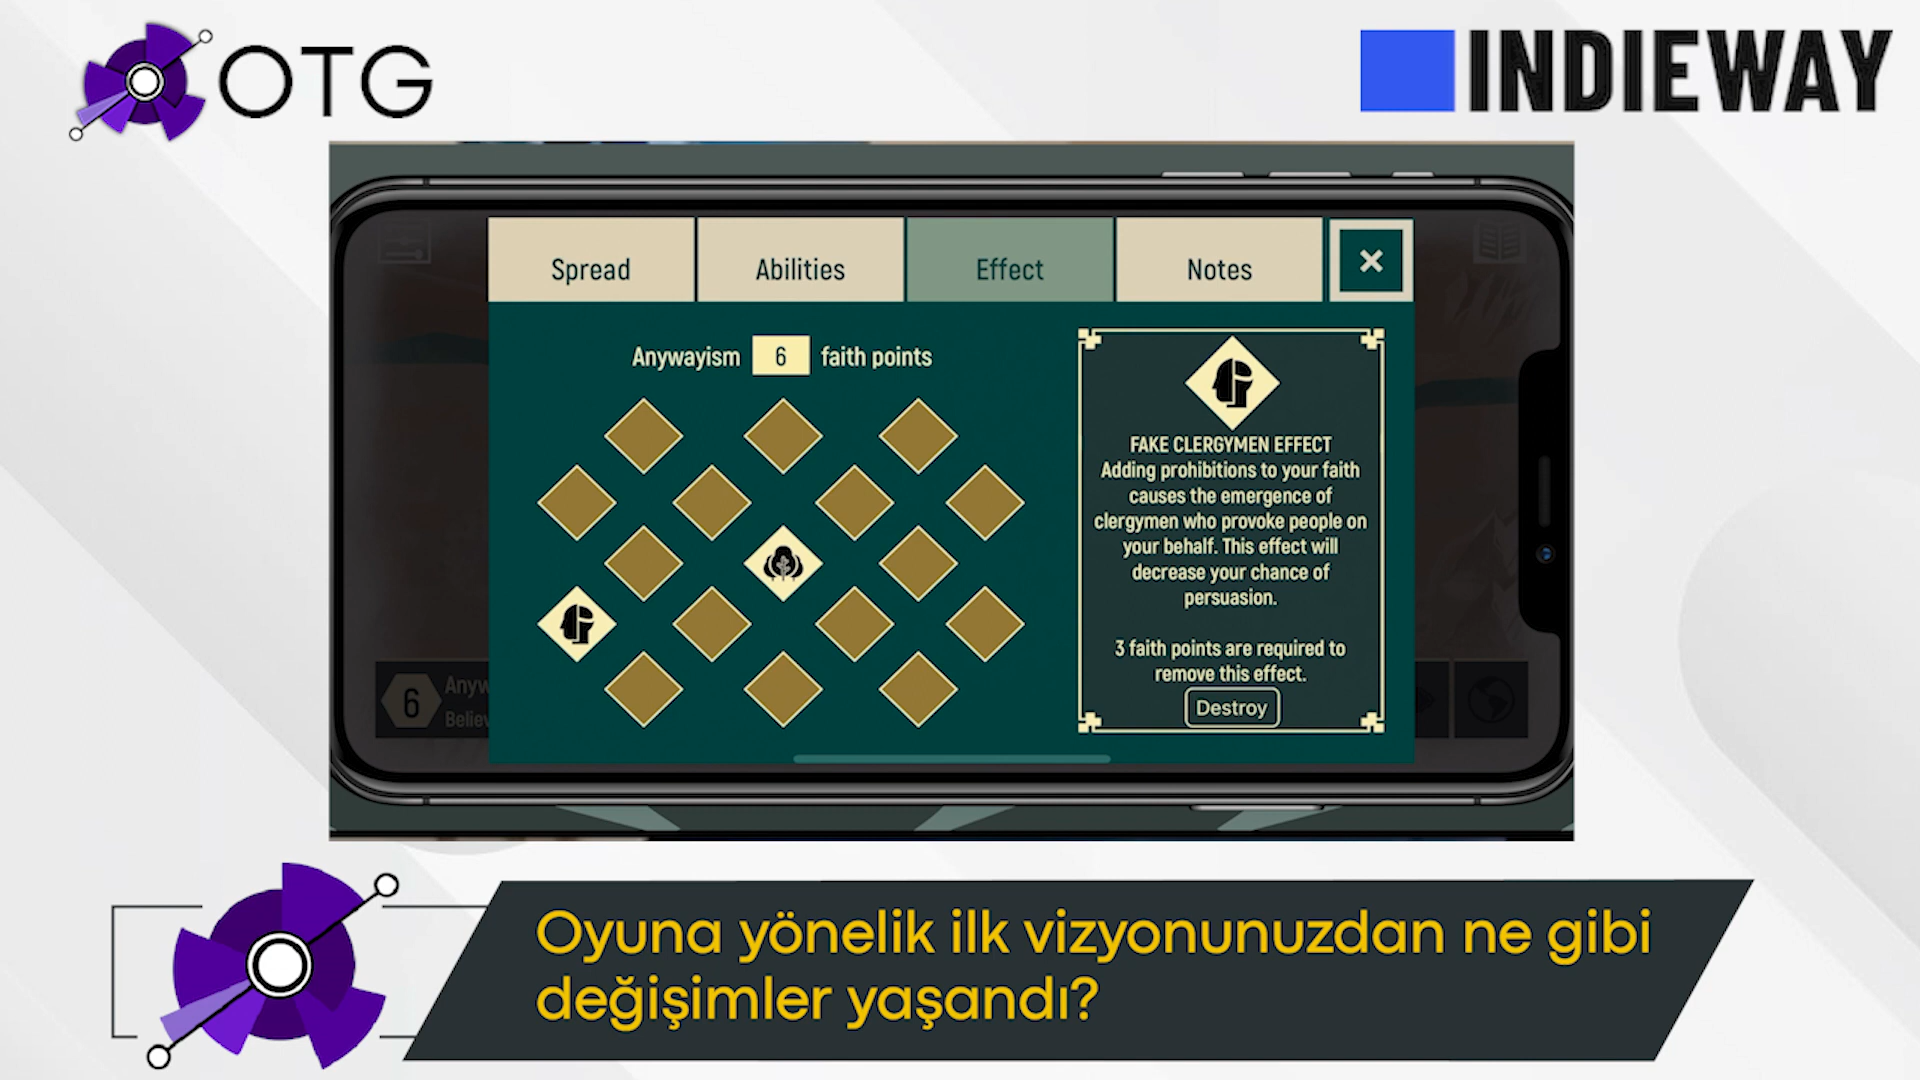 OTG
INDIEWAY
Spread
Abilities
Effect
Notes
×
Anywayism 6 faith points
FAKE CLERGYMEN EFFECT
Adding prohibitions to your faith
causes the emergence of
clergymen who provoke people on
your behalf. This effect will
decrease your chance of
persuasion.
3 faith points are required to
remove this effect.
Destroy
6
Anyw
Believ
Oyuna yönelik ilk vizyonunuzdan ne gibi
değişimler yaşandı?